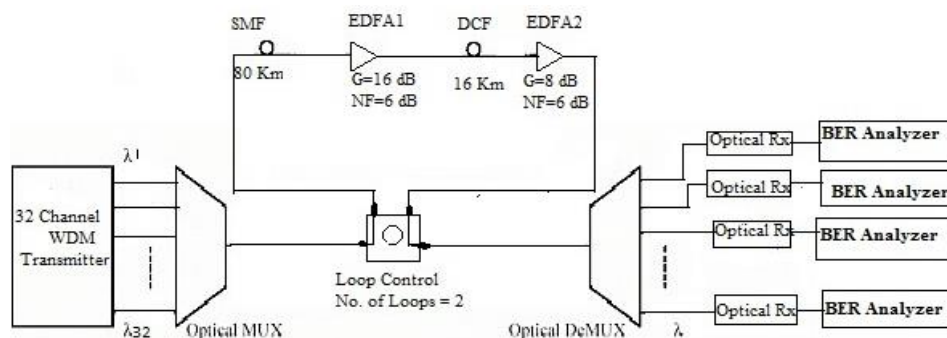 SMF
EDFA1
DCF
EDFA2
80 Km
G=16 dB
NF=6 dB
16 Km
G=8 dB
NF=6 dB
λ1
32 Channel
WDM
Transmitter
λ32
Optical MUX
Loop Control
No. of Loops = 2
Optical DeMUX
λ
Optical Rx
BER Analyzer
Optical Rx
BER Analyzer
Optical Rx
BER Analyzer
Optical Rx
BER Analyzer